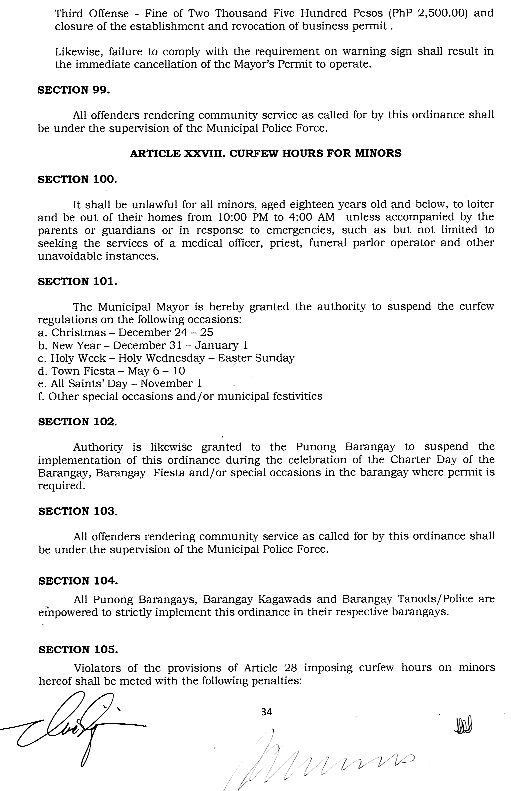 Third Offense - Fine of Two Thousand Five Hundred Pesos (PhP 2,500.00) and
closure of the establishment and revocation of business permit .
Likewise, failure to comply with the requirement on warning sign shall result in
the immediate cancellation of the Mayor's Permit to operate.
SECTION 99.
All offenders rendering community service as called for by this ordinance shall
be under the supervision of the Municipal Police Force.
ARTICLE XXVIII. CURFEW HOURS FOR MINORS
SECTION 100.
It shall be unlawful for all minors, aged eighteen years old and below, to loiter
and be out of their homes from 10:00 PM to 4:00 AM unless accompanied by the
parents or guardians or in response to emergencies, such as but not limited to
seeking the services of a medical officer, priest, funeral parlor operator and other
unavoidable instances.
SECTION 101.
The Municipal Mayor is hereby granted the authority to suspend the curfew
regulations on the following occasions:
a. Christmas – December 24 – 25
b. New Year – December 31 – January 1
c. Holy Week – Holy Wednesday – Easter Sunday
d. Town Fiesta – May 6 – 10
e. All Saints' Day – November 1
f. Other special occasions and/or municipal festivities
SECTION 102.
Authority is likewise granted to the Punong Barangay to suspend the
implementation of this ordinance during the celebration of the Charter Day of the
Barangay, Barangay Fiesta and/or special occasions in the barangay where permit is
required.
SECTION 103.
All offenders rendering community service as called for by this ordinance shall
be under the supervision of the Municipal Police Force.
SECTION 104.
All Punong Barangays, Barangay Kagawads and Barangay Tanods/Police are
empowered to strictly implement this ordinance in their respective barangays.
SECTION 105.
Violators of the provisions of Article 28 imposing curfew hours on minors
hereof shall be meted with the following penalties:
34